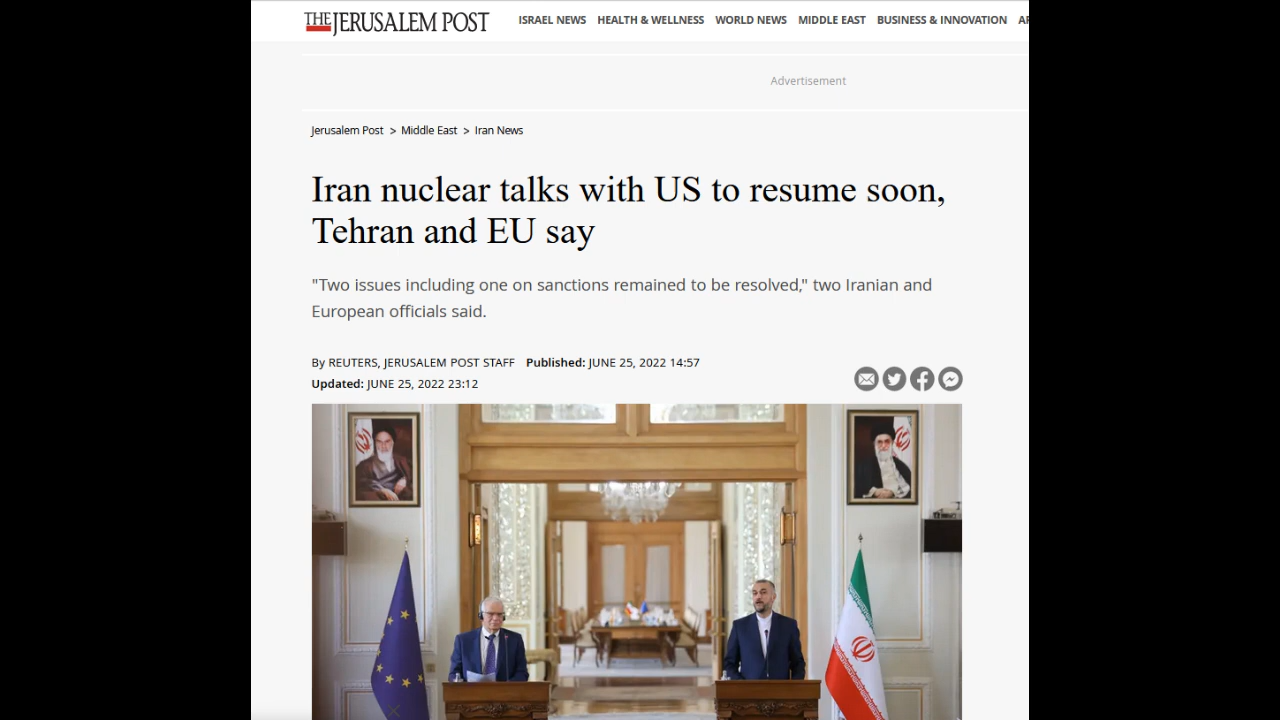 THE JERUSALEM POST
ISRAEL NEWS HEALTH & WELLNESS WORLD NEWS MIDDLE EAST BUSINESS & INNOVATION
Advertisement
Jerusalem Post > Middle East > Iran News
Iran nuclear talks with US to resume soon,
Tehran and EU say
"Two issues including one on sanctions remained to be resolved," two Iranian and
European officials said.
By REUTERS, JERUSALEM POST STAFF Published: JUNE 25, 2022 14:57
Updated: JUNE 25, 2022 23:12